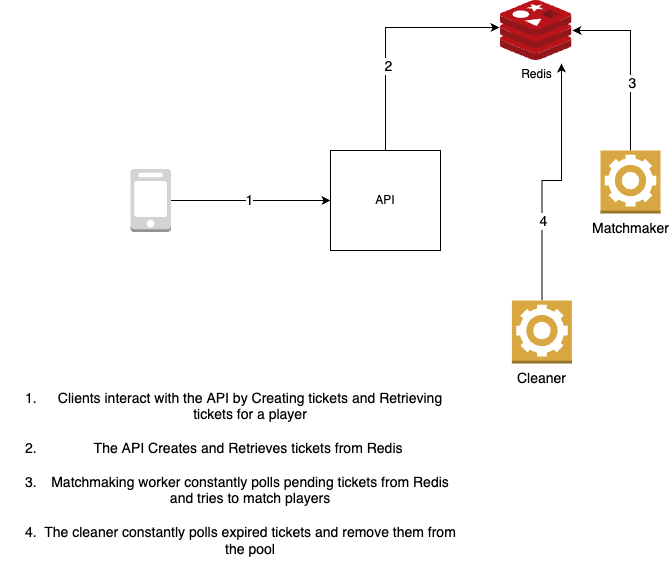 2
Redis
3
1
API
4
Matchmaker
Cleaner
1. Clients interact with the API by Creating tickets and Retrieving
tickets for a player
2. The API Creates and Retrieves tickets from Redis
3. Matchmaking worker constantly polls pending tickets from Redis
and tries to match players
4. The cleaner constantly polls expired tickets and remove them from
the pool